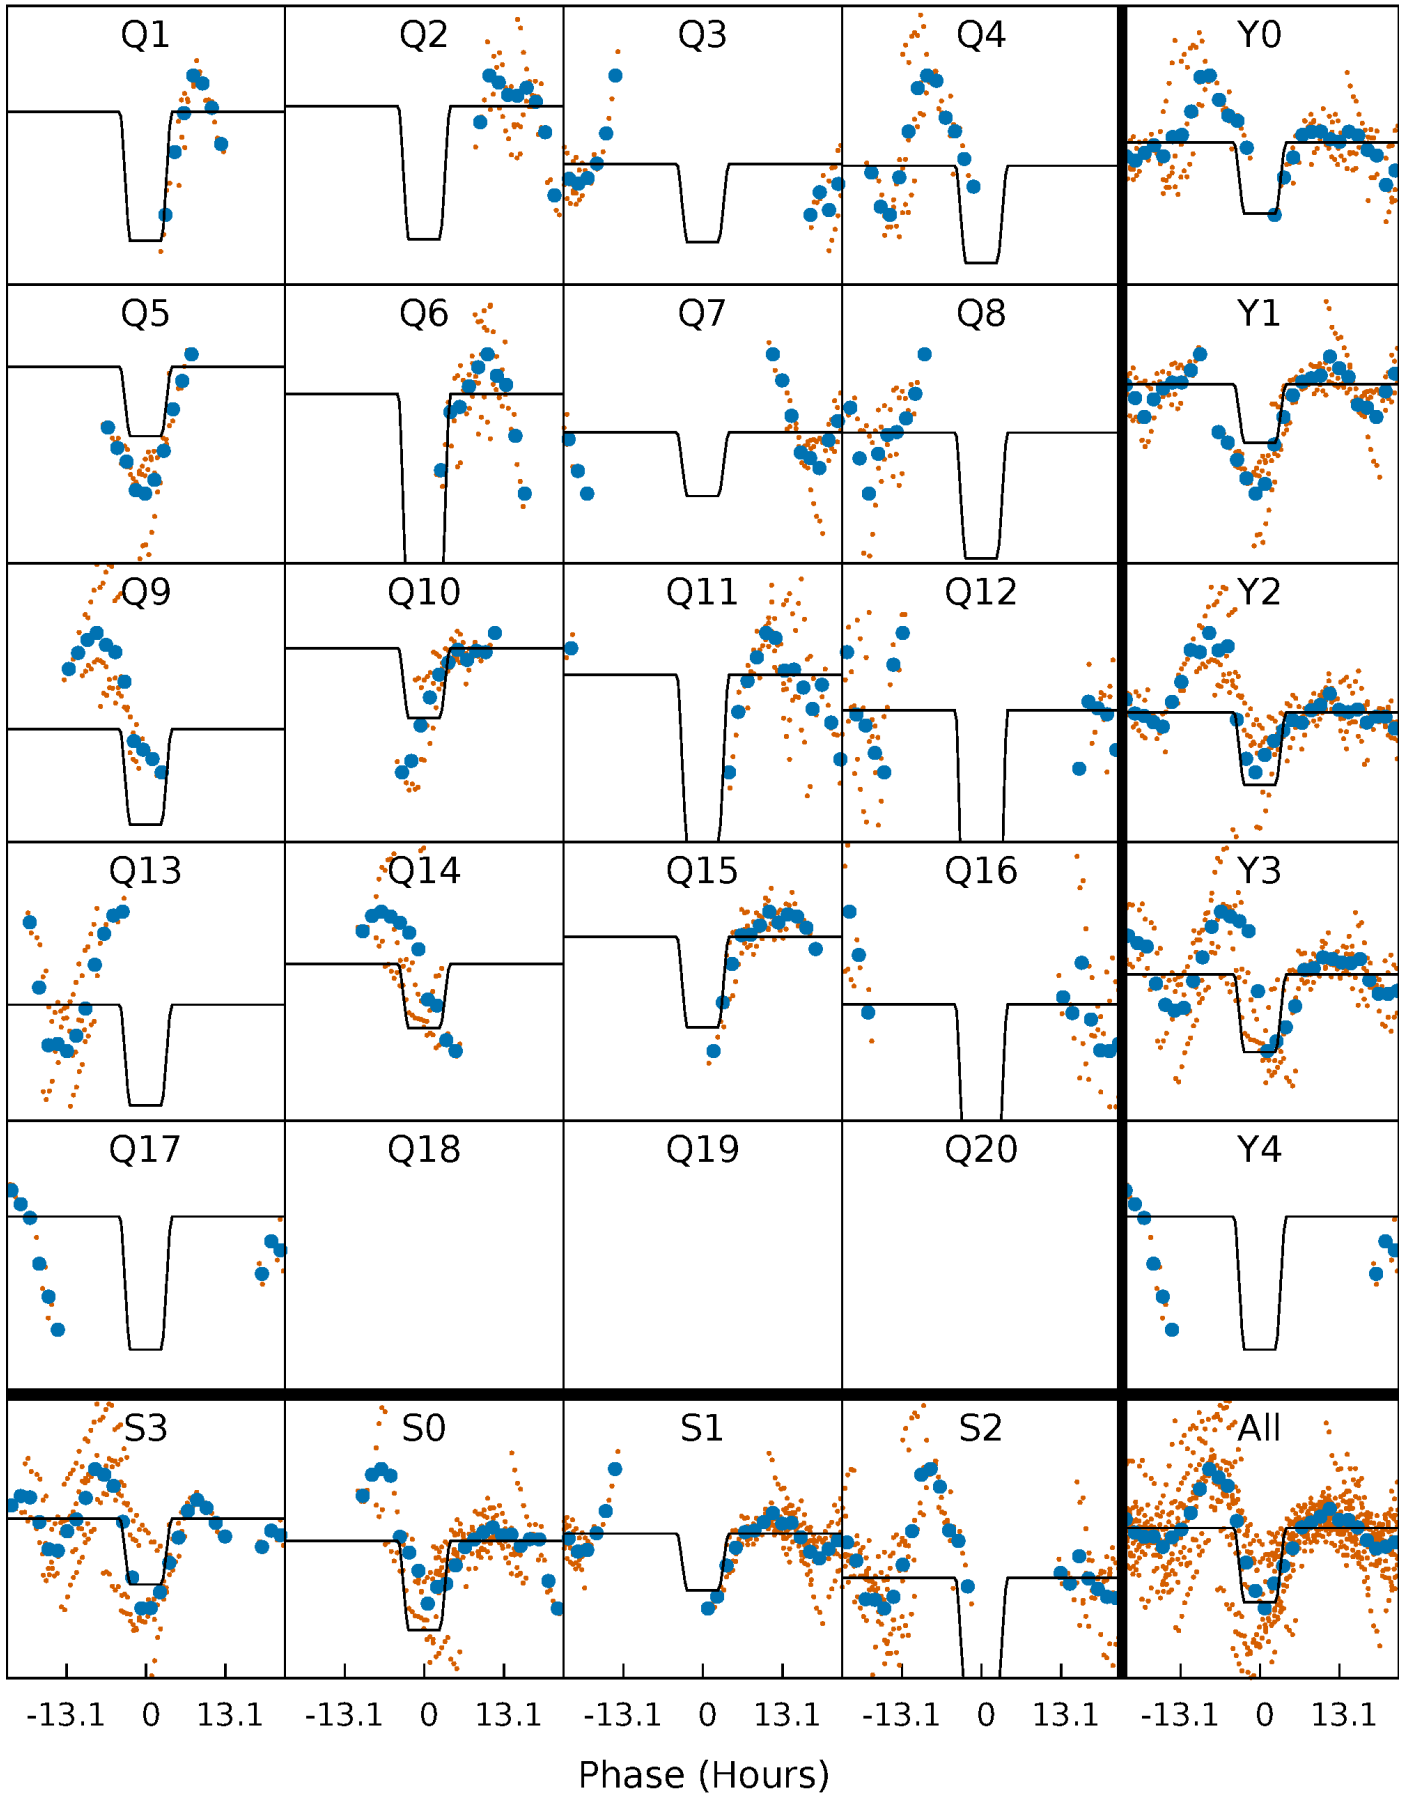 Q1 Q2 Q3 Q4 Y0
Q5 Q6 Q7 Q8 Y1
Q9 Q10 Q11 Q12 Y2
Q13 Q14 Q15 Q16 Y3
Q17 Q18 Q19 Q20 Y4
S3 S0 S1 S2 All
-13.1 0 13.1 -13.1 0 13.1 -13.1 0 13.1 -13.1 0 13.1 -13.1 0 13.1
Phase (Hours)